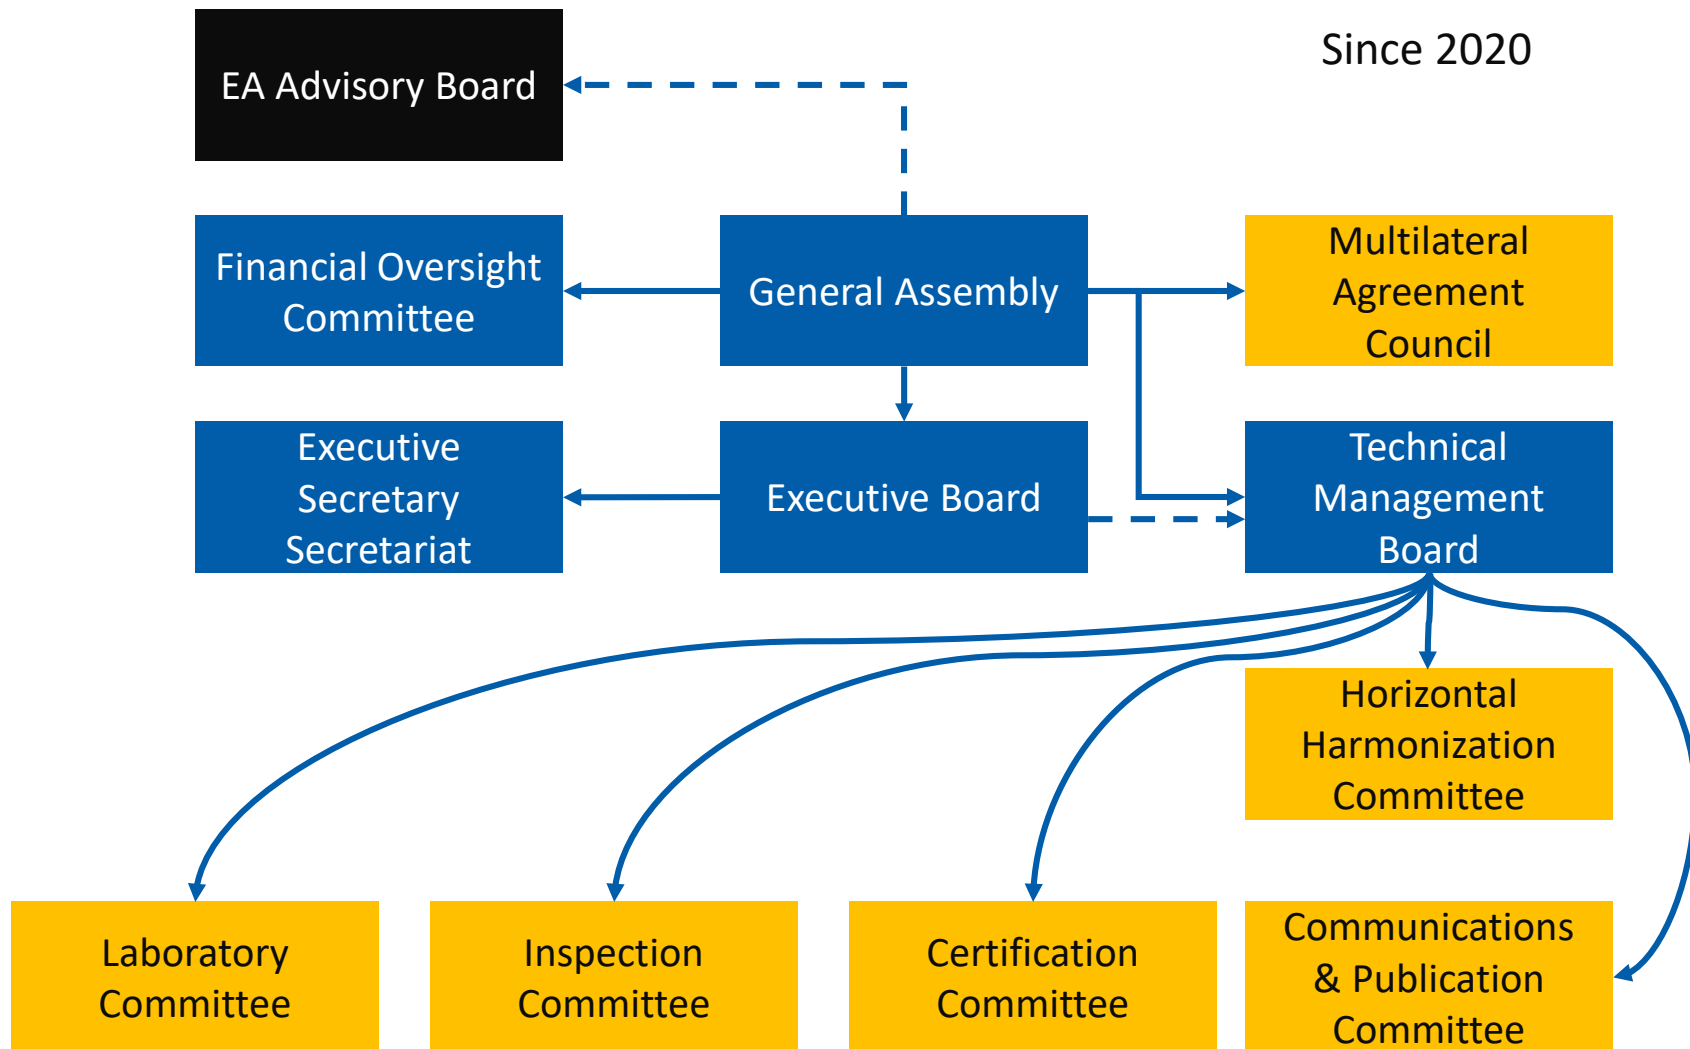 Since 2020
EA Advisory Board
Financial Oversight
Committee
General Assembly
Multilateral
Agreement
Council
Executive
Secretary
Secretariat
Executive Board
Technical
Management
Board
Horizontal
Harmonization
Committee
Laboratory
Committee
Inspection
Committee
Certification
Committee
Communications
& Publication
Committee